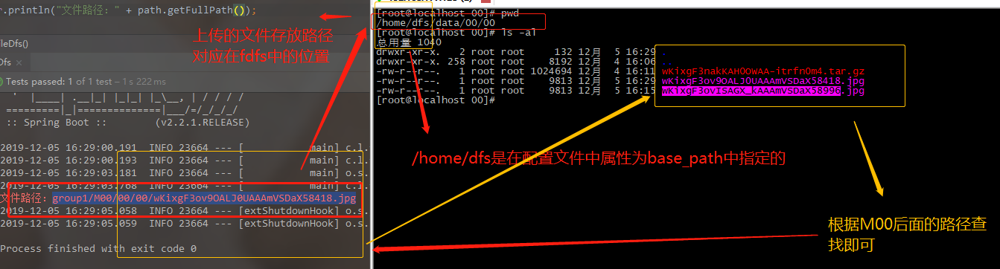 r.println("文件路径：" + path.getFullPath());
上传的文件存放路径
对应在fdfs中的位置
leDfs()
Dfs ×
Tests passed: 1 of 1 test – 1 s 222 ms
' |____| .__|_| |_|_| |_\__, | / / / /
=========|_|==============|___/=/_/_/_/
:: Spring Boot :: (v2.2.1.RELEASE)
2019-12-05 16:29:00.191 INFO 23664 --- [ main] c.l.
2019-12-05 16:29:00.193 INFO 23664 --- [ main] c.l.
2019-12-05 16:29:03.181 INFO 23664 --- [ main] o.s.
2019-12-05 16:29:03.768 INFO 23664 --- [ main] c.l.
文件路径：group1/M00/00/00/wKixgF3ov9OALJ0UAAAmVSDaX58418.jpg
2019-12-05 16:29:05.058 INFO 23664 --- [extShutdownHook] o.s.
2019-12-05 16:29:05.059 INFO 23664 --- [extShutdownHook] o.s.
Process finished with exit code 0
[root@localhost 00]# pwd
/home/dfs/data/00/00
[root@localhost 00]# ls -al
总用量 1040
drwxr-xr-x. 2 root root 132 12月 5 16:29 .
drwxr-xr-x. 258 root root 8192 12月 4 16:06 ..
-rw-r--r--. 1 root root 1024694 12月 4 16:11 wKixgF3nakKAHOOWAA-itrfnOm4.tar.gz
-rw-r--r--. 1 root root 9813 12月 5 16:29 wKixgF3ov9OALJ0UAAAmVSDaX58418.jpg
-rw-r--r--. 1 root root 9813 12月 5 16:15 wKixgF3ovISAGX_kAAAmVSDaX58996.jpg
[root@localhost 00]#
/home/dfs是在配置文件中属性为base_path中指定的
根据M00后面的路径查
找即可